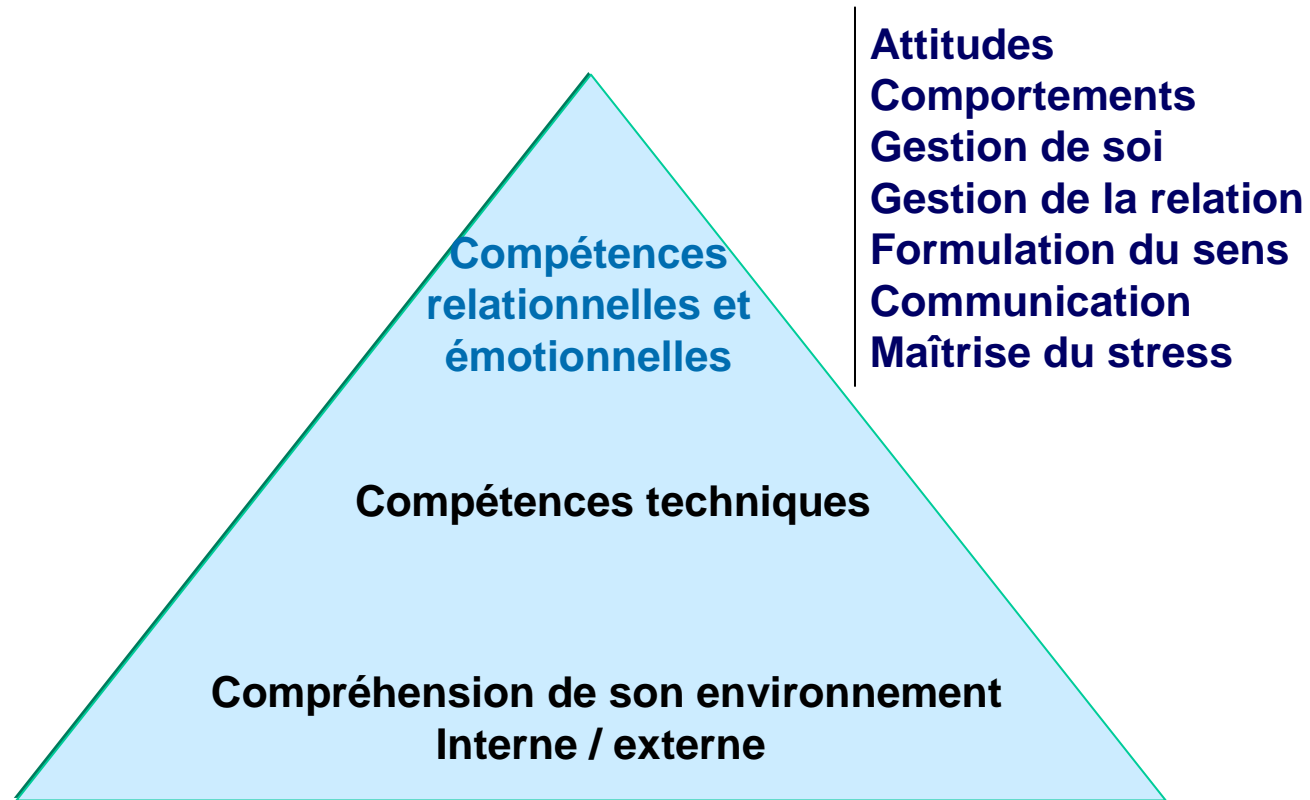 Attitudes
Comportements
Gestion de soi
Gestion de la relation
Formulation du sens
Communication
Maîtrise du stress
Compétences
relationnelles et
émotionnelles
Compétences techniques
Compréhension de son environnement
Interne / externe